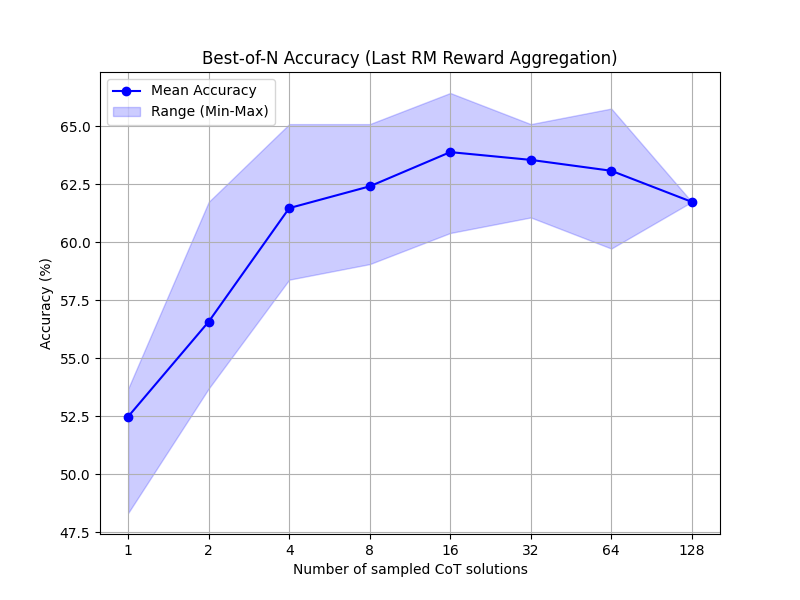 Best-of-N Accuracy (Last RM Reward Aggregation)
Mean Accuracy
Range (Min-Max)
Accuracy (%)
65.0
62.5
60.0
57.5
55.0
52.5
50.0
47.5
1 2 4 8 16 32 64 128
Number of sampled CoT solutions